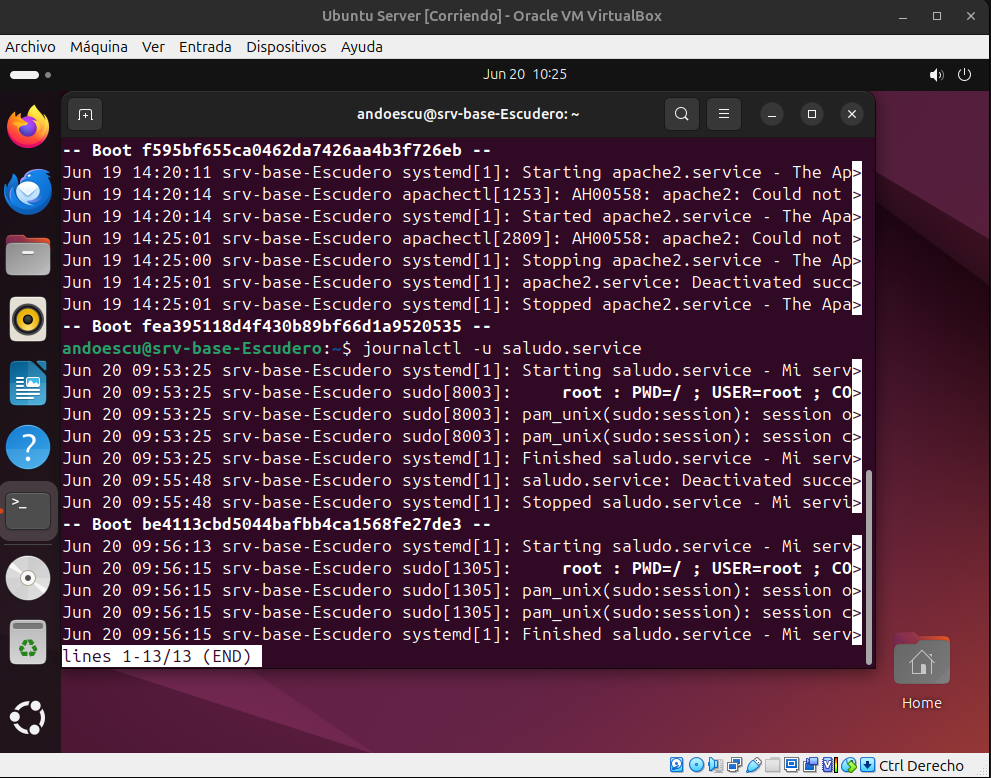 Ubuntu Server [Corriendo] - Oracle VM VirtualBox
Archivo Máquina Ver Entrada Dispositivos Ayuda
Jun 20 10:25
andoescu@srv-base-Escudero: ~
-- Boot f595bf655ca0462da7426aa4b3f726eb --
Jun 19 14:20:11 srv-base-Escudero systemd[1]: Starting apache2.service - The Ap>
Jun 19 14:20:14 srv-base-Escudero apachectl[1253]: AH00558: apache2: Could not >
Jun 19 14:20:14 srv-base-Escudero systemd[1]: Started apache2.service - The Apa>
Jun 19 14:25:01 srv-base-Escudero apachectl[2809]: AH00558: apache2: Could not >
Jun 19 14:25:00 srv-base-Escudero systemd[1]: Stopping apache2.service - The Ap>
Jun 19 14:25:01 srv-base-Escudero systemd[1]: apache2.service: Deactivated succ>
Jun 19 14:25:01 srv-base-Escudero systemd[1]: Stopped apache2.service - The Apa>
-- Boot fea395118d4f430b89bf66d1a9520535 --
andoescu@srv-base-Escudero:~$ journalctl -u saludo.service
Jun 20 09:53:25 srv-base-Escudero systemd[1]: Starting saludo.service - Mi serv>
Jun 20 09:53:25 srv-base-Escudero sudo[8003]:     root : PWD=/ ; USER=root ; CO>
Jun 20 09:53:25 srv-base-Escudero sudo[8003]: pam_unix(sudo:session): session o>
Jun 20 09:53:25 srv-base-Escudero sudo[8003]: pam_unix(sudo:session): session c>
Jun 20 09:53:25 srv-base-Escudero systemd[1]: Finished saludo.service - Mi serv>
Jun 20 09:55:48 srv-base-Escudero systemd[1]: saludo.service: Deactivated succe>
Jun 20 09:55:48 srv-base-Escudero systemd[1]: Stopped saludo.service - Mi servi>
-- Boot be4113cbd5044bafbb4ca1568fe27de3 --
Jun 20 09:56:13 srv-base-Escudero systemd[1]: Starting saludo.service - Mi serv>
Jun 20 09:56:15 srv-base-Escudero sudo[1305]:     root : PWD=/ ; USER=root ; CO>
Jun 20 09:56:15 srv-base-Escudero sudo[1305]: pam_unix(sudo:session): session o>
Jun 20 09:56:15 srv-base-Escudero sudo[1305]: pam_unix(sudo:session): session c>
Jun 20 09:56:15 srv-base-Escudero systemd[1]: Finished saludo.service - Mi serv>
lines 1-13/13 (END)
Home
Ctrl Derecho